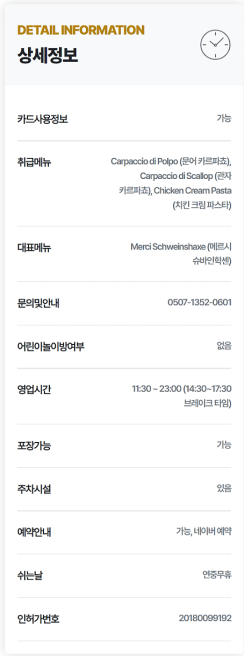 DETAIL INFORMATION
상세정보
카드사용정보 가능
취급메뉴 Carpaccio di Polpo (문어 카르파쵸),
Carpaccio di Scallop (관자
카르파쵸), Chicken Cream Pasta
(치킨 크림 파스타)
대표메뉴 Merci Schweinshaxe (메르시
슈바인학센)
문의및안내 0507-1352-0601
어린이놀이방여부 없음
영업시간 11:30 ~ 23:00 (14:30~17:30
브레이크 타임)
포장가능 가능
주차시설 있음
예약안내 가능, 네이버 예약
쉬는날 연중무휴
인허가번호 20180099192